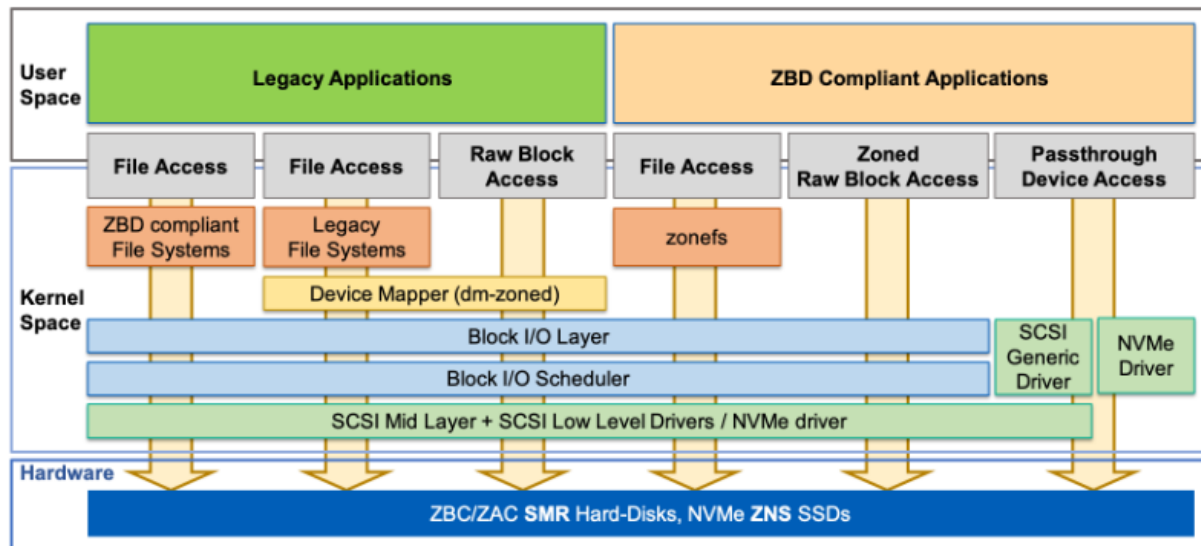 User
Space
Legacy Applications
ZBD Compliant Applications
File Access
File Access
Raw Block
Access
File Access
Zoned
Raw Block Access
Passthrough
Device Access
ZBD compliant
File Systems
Legacy
File Systems
zonefs
Kernel
Space
Device Mapper (dm-zoned)
Block I/O Layer
SCSI
Generic
Driver
NVMe
Driver
Block I/O Scheduler
SCSI Mid Layer + SCSI Low Level Drivers / NVMe driver
Hardware
ZBC/ZAC SMR Hard-Disks, NVMe ZNS SSDs